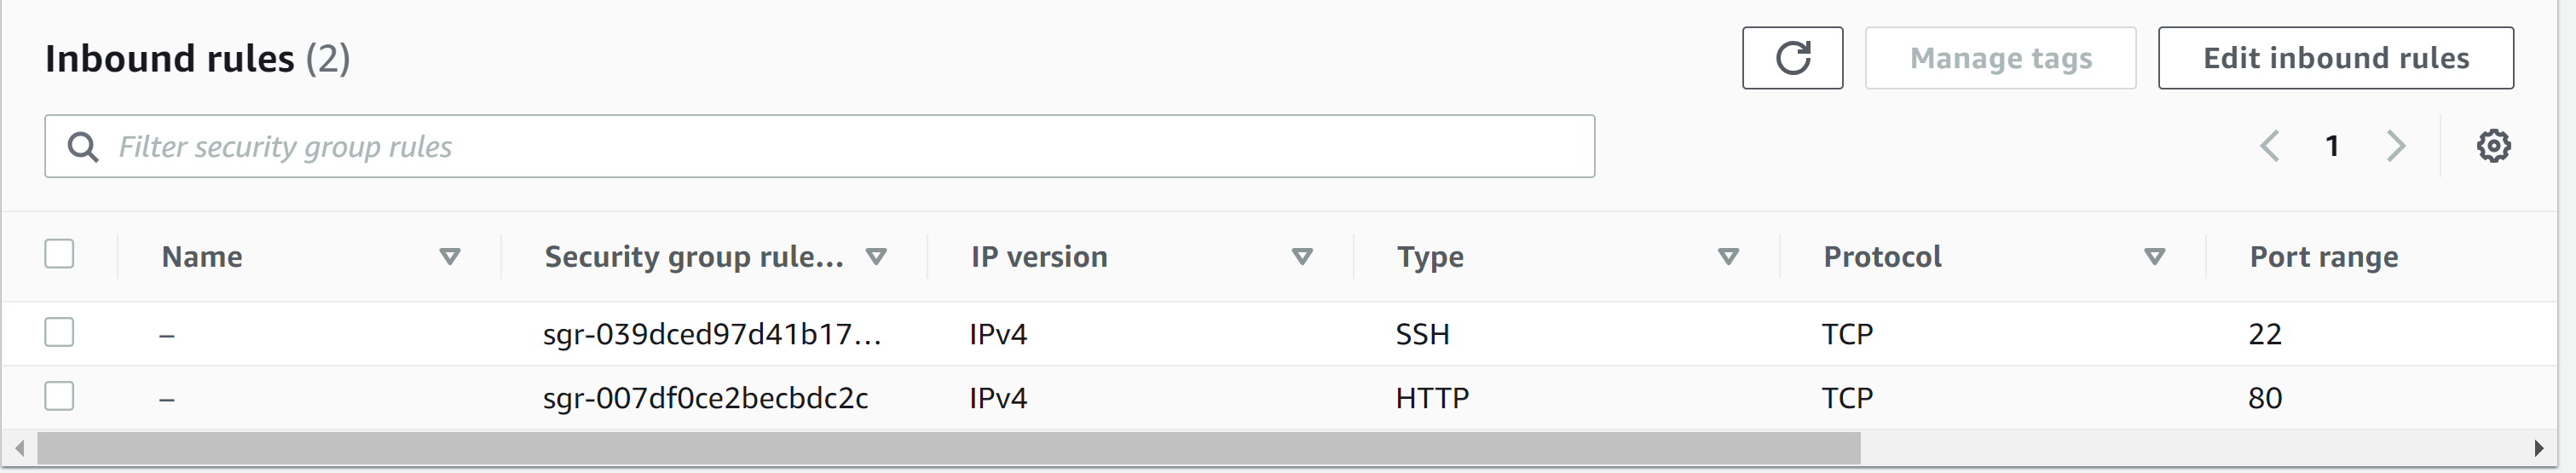 Inbound rules (2)
Manage tags
Edit inbound rules
Filter security group rules
1
Name Security group rule... IP version Type Protocol Port range
– sgr-039dced97d41b17... IPv4 SSH TCP 22
– sgr-007df0ce2becbdc2c IPv4 HTTP TCP 80